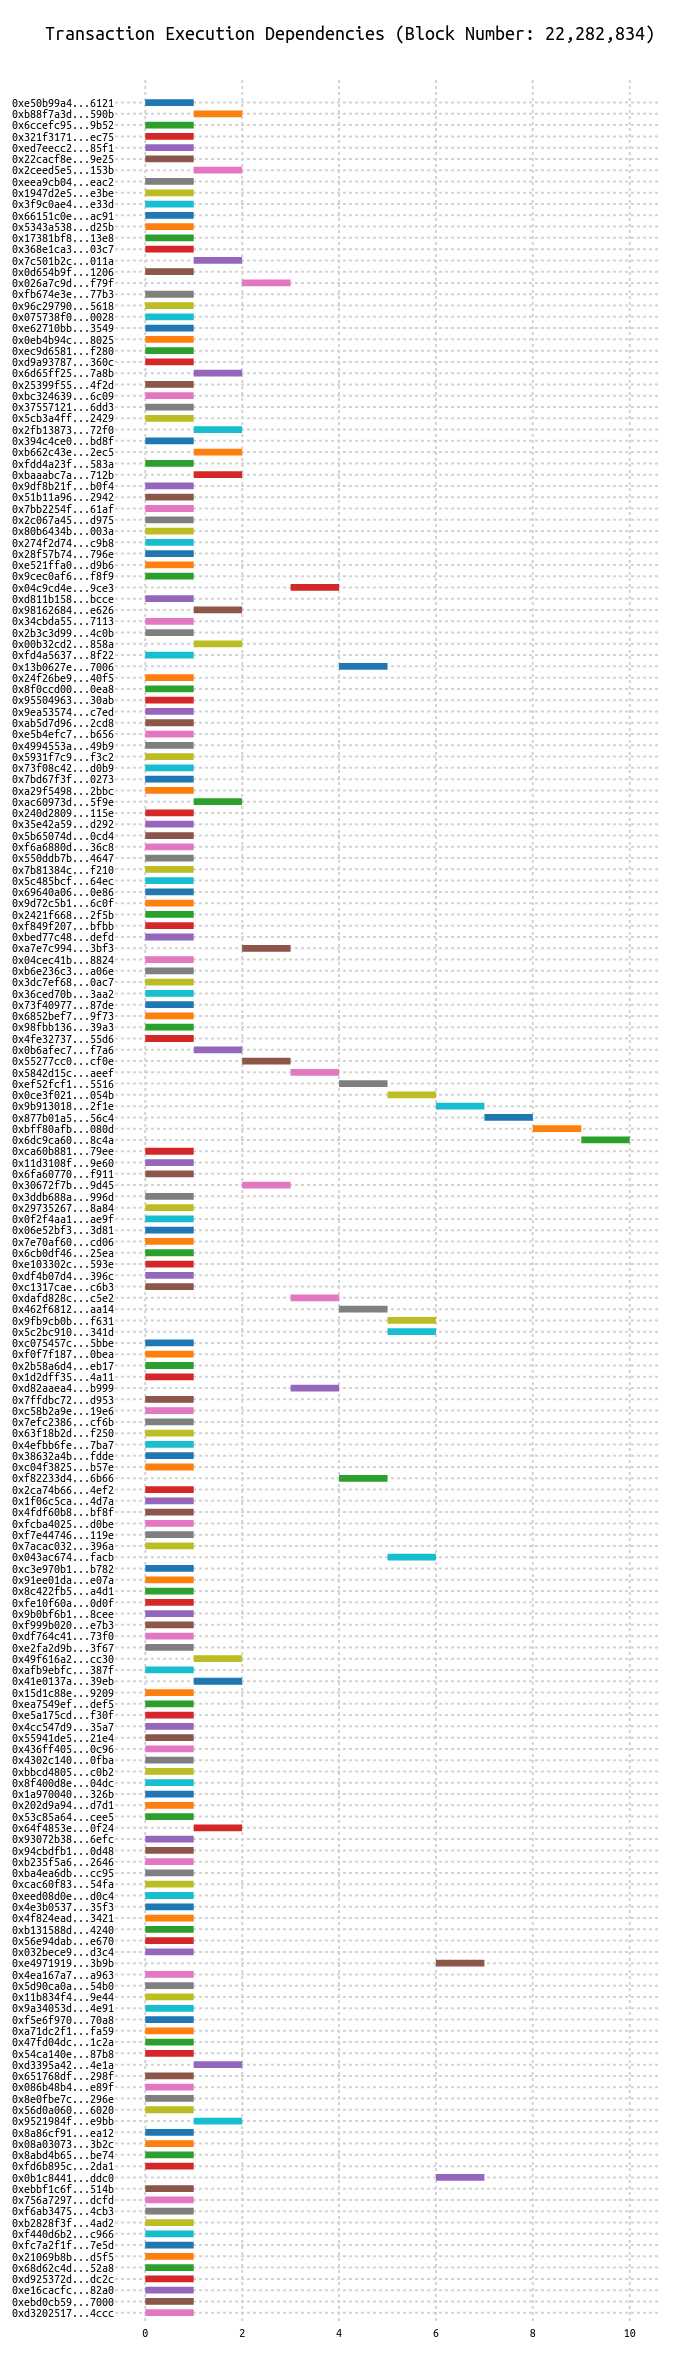 Transaction Execution Dependencies (Block Number: 22,282,834)
0xe50b99a4...6121
0xb88f7a3d...590b
0x6ccefc95...9b52
0x321f3171...ec75
0xed7eecc2...85f1
0x22cacf8e...9e25
0x2ceed5e5...153b
0xeea9cb04...eac2
0x1947d2e5...e3be
0x3f9c0ae4...e33d
0x66151c0e...ac91
0x5343a538...d25b
0x17381bf8...13e8
0x368e1ca3...03c7
0x7c501b2c...011a
0x0d654b9f...1206
0x026a7c9d...f79f
0xfb674e3e...77b3
0x96c29790...5618
0x075738f0...0028
0xe62710bb...3549
0x0eb4b94c...8025
0xec9d6581...f280
0xd9a93787...360c
0x6d65ff25...7a8b
0x25399f55...4f2d
0xbc324639...6c09
0x37557121...6dd3
0x5cb3a4ff...2429
0x2fb13873...72f0
0x394c4ce0...bd8f
0xb662c43e...2ec5
0xfdd4a23f...583a
0xbaaabc7a...712b
0x9df8b21f...b0f4
0x51b11a96...2942
0x7bb2254f...61af
0x2c067a45...d975
0x80b6434b...003a
0x274f2d74...c9b8
0x28f57b74...796e
0xe521ffa0...d9b6
0x9cec0af6...f8f9
0x04c9cd4e...9ce3
0xd811b158...bcce
0x98162684...e626
0x34cbda55...7113
0x2b3c3d99...4c0b
0x00b32cd2...858a
0xfd4a5637...8f22
0x13b0627e...7006
0x24f26be9...40f5
0x8f0ccd00...0ea8
0x95504963...30ab
0x9ea53574...c7ed
0xab5d7d96...2cd8
0xe5b4efc7...b656
0x4994553a...49b9
0x5931f7c9...f3c2
0x73f08c42...d0b9
0x7bd67f3f...0273
0xa29f5498...2bbc
0xac60973d...5f9e
0x240d2809...115e
0x35e42a59...d292
0x5b65074d...0cd4
0xf6a6880d...36c8
0x550ddb7b...4647
0x7b81384c...f210
0x5c485bcf...64ec
0x69640a06...0e86
0x9d72c5b1...6c0f
0x2421f668...2f5b
0xf849f207...bfbb
0xbed77c48...defd
0xa7e7c994...3bf3
0x04cec41b...8824
0xb6e236c3...a06e
0x3dc7ef68...0ac7
0x36ced70b...3aa2
0x73f40977...87de
0x6852bef7...9f73
0x98fbb136...39a3
0x4fe32737...55d6
0x0b6afec7...f7a6
0x55277cc0...cf0e
0x5842d15c...aeef
0xef52fcf1...5516
0x0ce3f021...054b
0x9b913018...2f1e
0x877b01a5...56c4
0xbff80afb...080d
0x6dc9ca60...8c4a
0xca60b881...79ee
0x11d3108f...9e60
0x6fa60770...f911
0x30672f7b...9d45
0x3ddb688a...996d
0x29735267...8a84
0x0f2f4aa1...ae9f
0x06e52bf3...3d81
0x7e70af60...cd06
0x6cb0df46...25ea
0xe103302c...593e
0xdf4b07d4...396c
0xc1317cae...c6b3
0xdafd828c...c5e2
0x462f6812...aa14
0x9fb9cb0b...f631
0x5c2bc910...341d
0xc075457c...5bbe
0xf0f7f187...0bea
0x2b58a6d4...eb17
0x1d2dff35...4a11
0xd82aaea4...b999
0x7ffdbc72...d953
0xc58b2a9e...19e6
0x7efc2386...cf6b
0x63f18b2d...f250
0x4efbb6fe...7ba7
0x38632a4b...fdde
0xc04f3825...b57e
0xf82233d4...6b66
0x2ca74b66...4ef2
0x1f06c5ca...4d7a
0x4fdf60b8...bf8f
0xfcba4025...d0be
0xf7e44746...119e
0x7acac032...396a
0x043ac674...facb
0xc3e970b1...b782
0x91ee01da...e07a
0x8c422fb5...a4d1
0xfe10f60a...0d0f
0x9b0bf6b1...8cee
0xf999b020...e7b3
0xdf764c41...73f0
0xe2fa2d9b...3f67
0x49f616a2...cc30
0xafb9ebfc...387f
0x41e0137a...39eb
0x15d1c88e...9209
0xea7549ef...def5
0xe5a175cd...f30f
0x4cc547d9...35a7
0x55941de5...21e4
0x436ff405...0c96
0x4302c140...0fba
0xbbcd4805...c0b2
0x8f400d8e...04dc
0x1a970040...326b
0x202d9a94...d7d1
0x53c85a64...cee5
0x64f4853e...0f24
0x93072b38...6efc
0x94cbdfb1...0d48
0xb235f5a6...2646
0xba4ea6db...cc95
0xcac60f83...54fa
0xeed08d0e...d0c4
0x4e3b0537...35f3
0x4f824ead...3421
0xb131588d...4240
0x56e94dab...e670
0x032bece9...d3c4
0xe4971919...3b9b
0x4ea167a7...a963
0x5d90ca0a...54b0
0x11b834f4...9e44
0x9a34053d...4e91
0xf5e6f970...70a8
0xa71dc2f1...fa59
0x47fd04dc...1c2a
0x54ca140e...87b8
0xd3395a42...4e1a
0x651768df...298f
0x086b48b4...e89f
0x8e0fbe7c...296e
0x56d0a060...6020
0x9521984f...e9bb
0x8a86cf91...ea12
0x08a03073...3b2c
0x8abd4b65...be74
0xfd6b895c...2da1
0x0b1c8441...ddc0
0xebbf1c6f...514b
0x756a7297...dcfd
0xf6ab3475...4cb3
0xb2828f3f...4ad2
0xf440d6b2...c966
0xfc7a2f1f...7e5d
0x21069b8b...d5f5
0x68d62c4d...52a8
0xd925372d...dc2c
0xe16cacfc...82a0
0xebd0cb59...7000
0xd3202517...4ccc
0 2 4 6 8 10